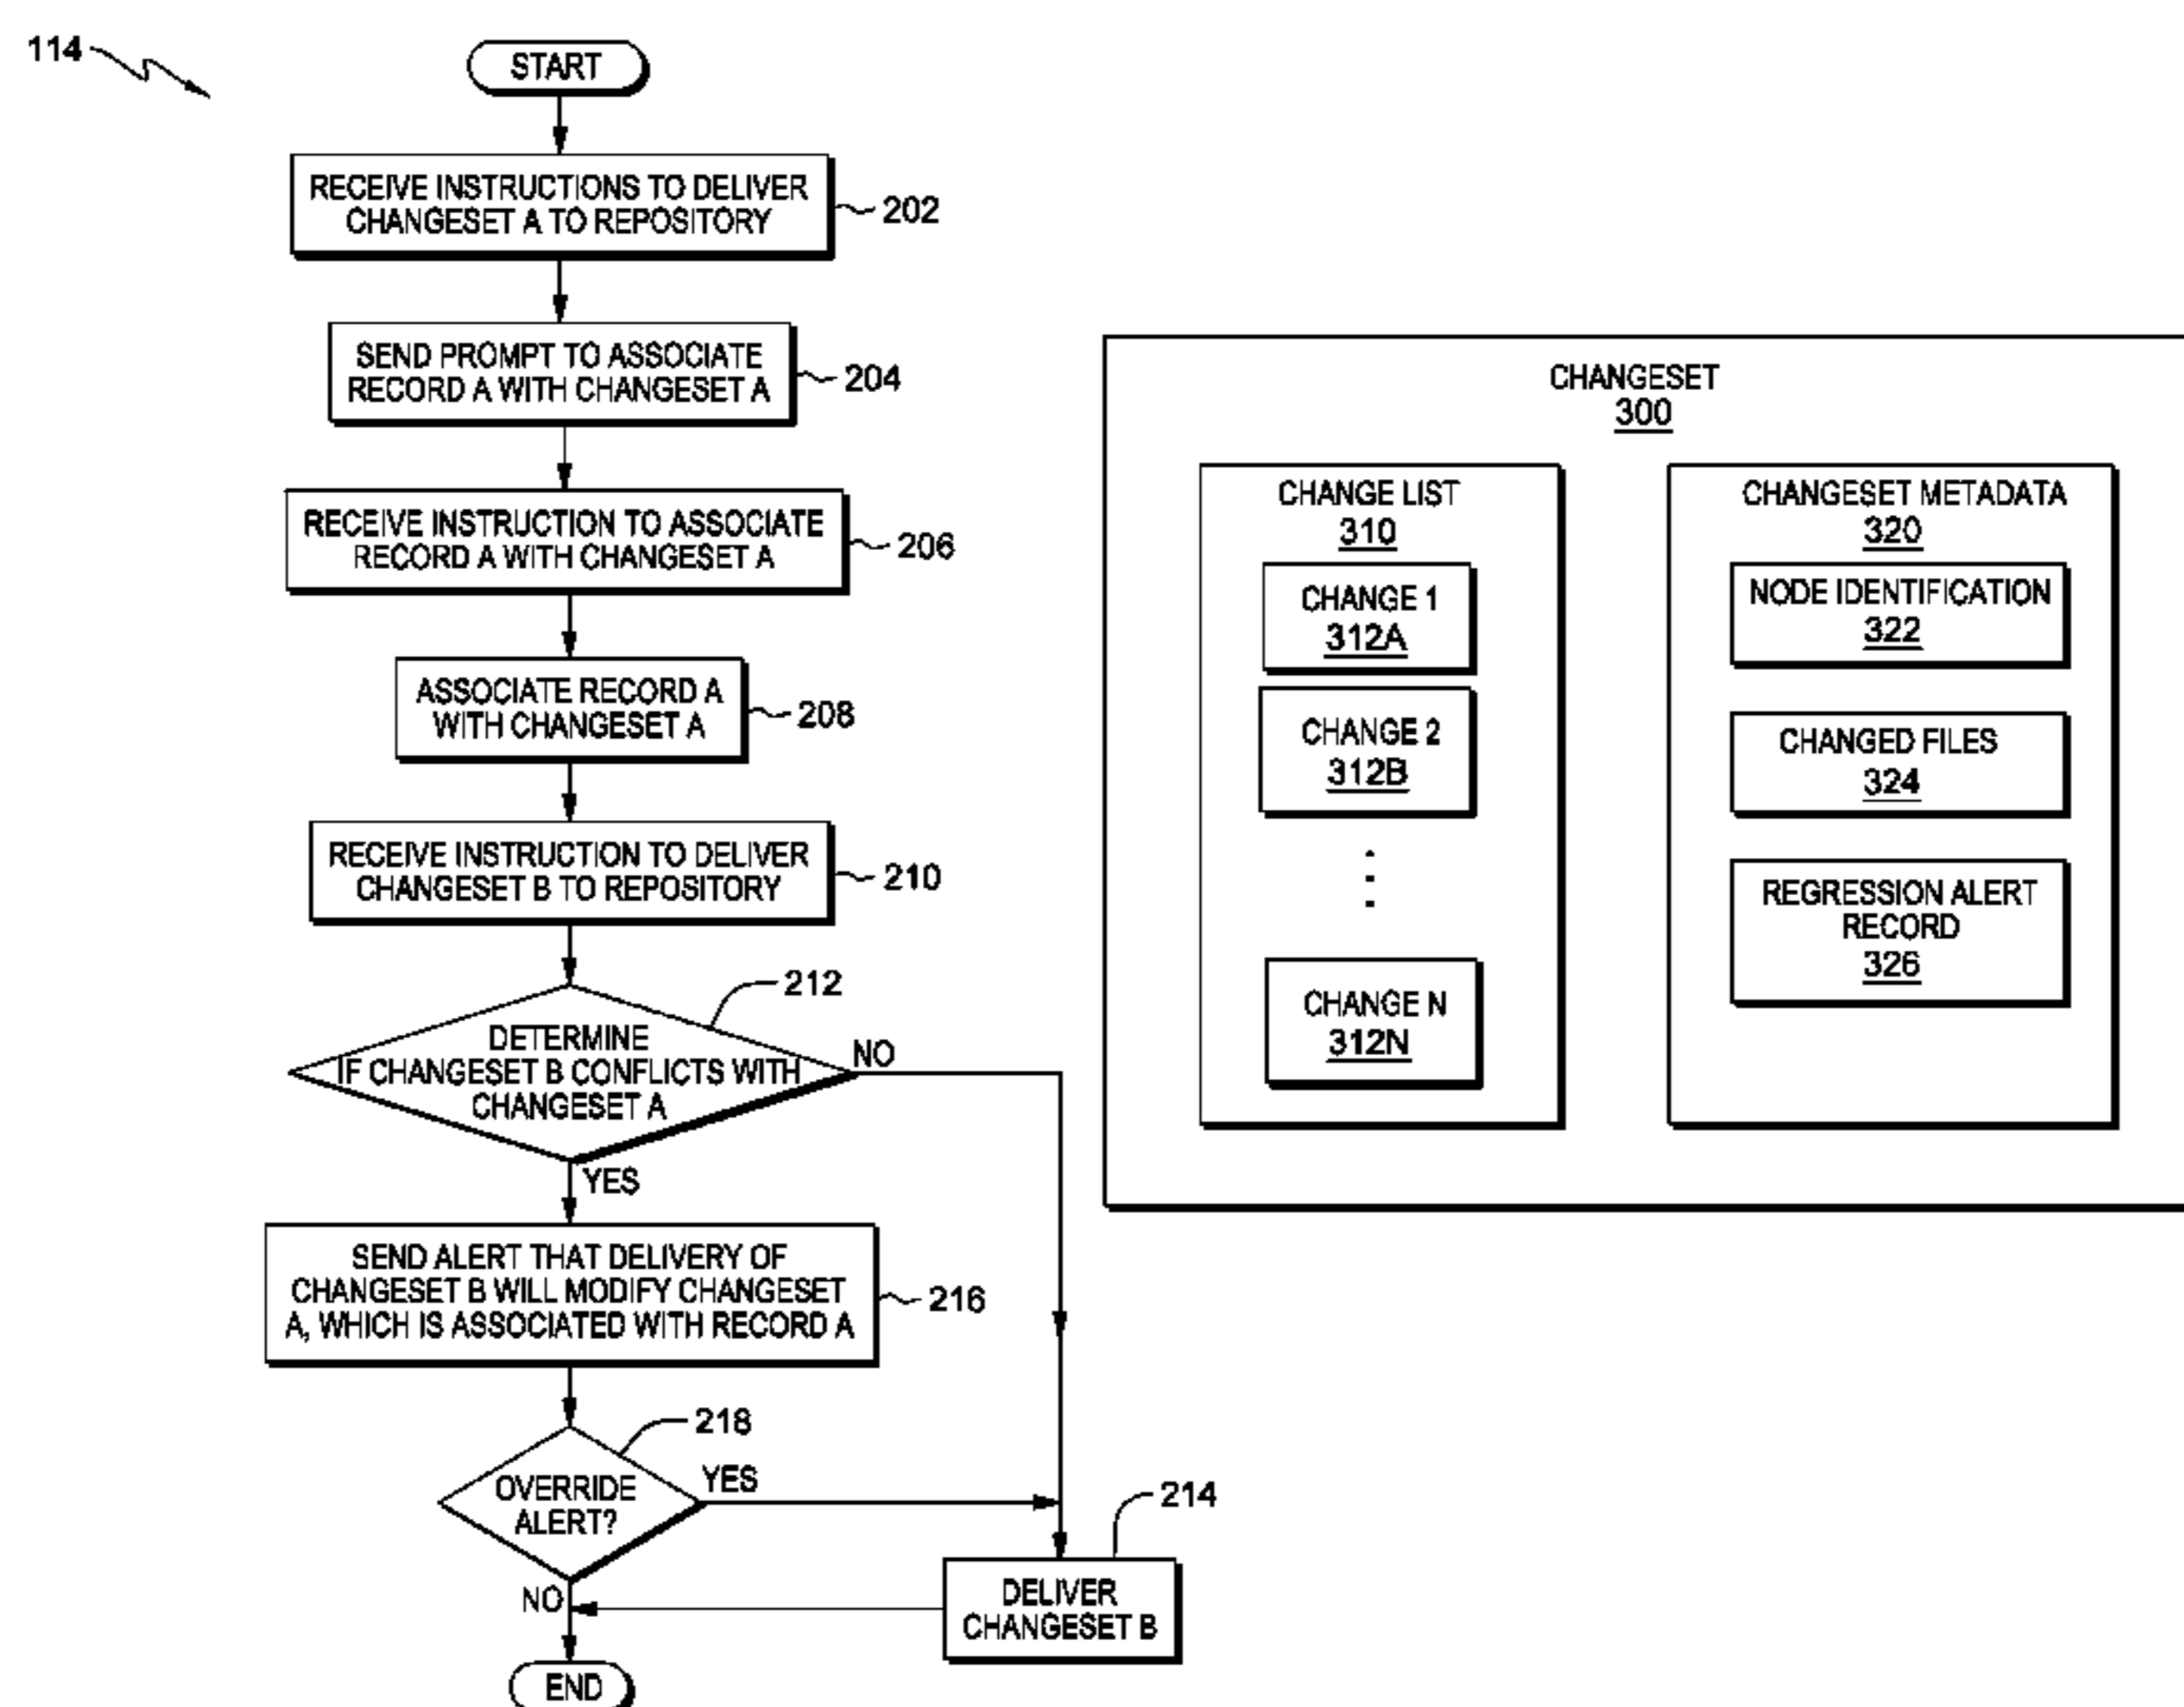 114
START
RECEIVE INSTRUCTIONS TO DELIVER
CHANGESET A TO REPOSITORY
202
SEND PROMPT TO ASSOCIATE
RECORD A WITH CHANGESET A
204
RECEIVE INSTRUCTION TO ASSOCIATE
RECORD A WITH CHANGESET A
206
ASSOCIATE RECORD A
WITH CHANGESET A
208
RECEIVE INSTRUCTION TO DELIVER
CHANGESET B TO REPOSITORY
210
212
DETERMINE
IF CHANGESET B CONFLICTS WITH
CHANGESET A
NO
YES
SEND ALERT THAT DELIVERY OF
CHANGESET B WILL MODIFY CHANGESET
A, WHICH IS ASSOCIATED WITH RECORD A
216
218
OVERRIDE
ALERT?
YES
NO
214
DELIVER
CHANGESET B
END
CHANGESET
300
CHANGE LIST
310
CHANGE 1
312A
CHANGE 2
312B
CHANGE N
312N
CHANGESET METADATA
320
NODE IDENTIFICATION
322
CHANGED FILES
324
REGRESSION ALERT
RECORD
326